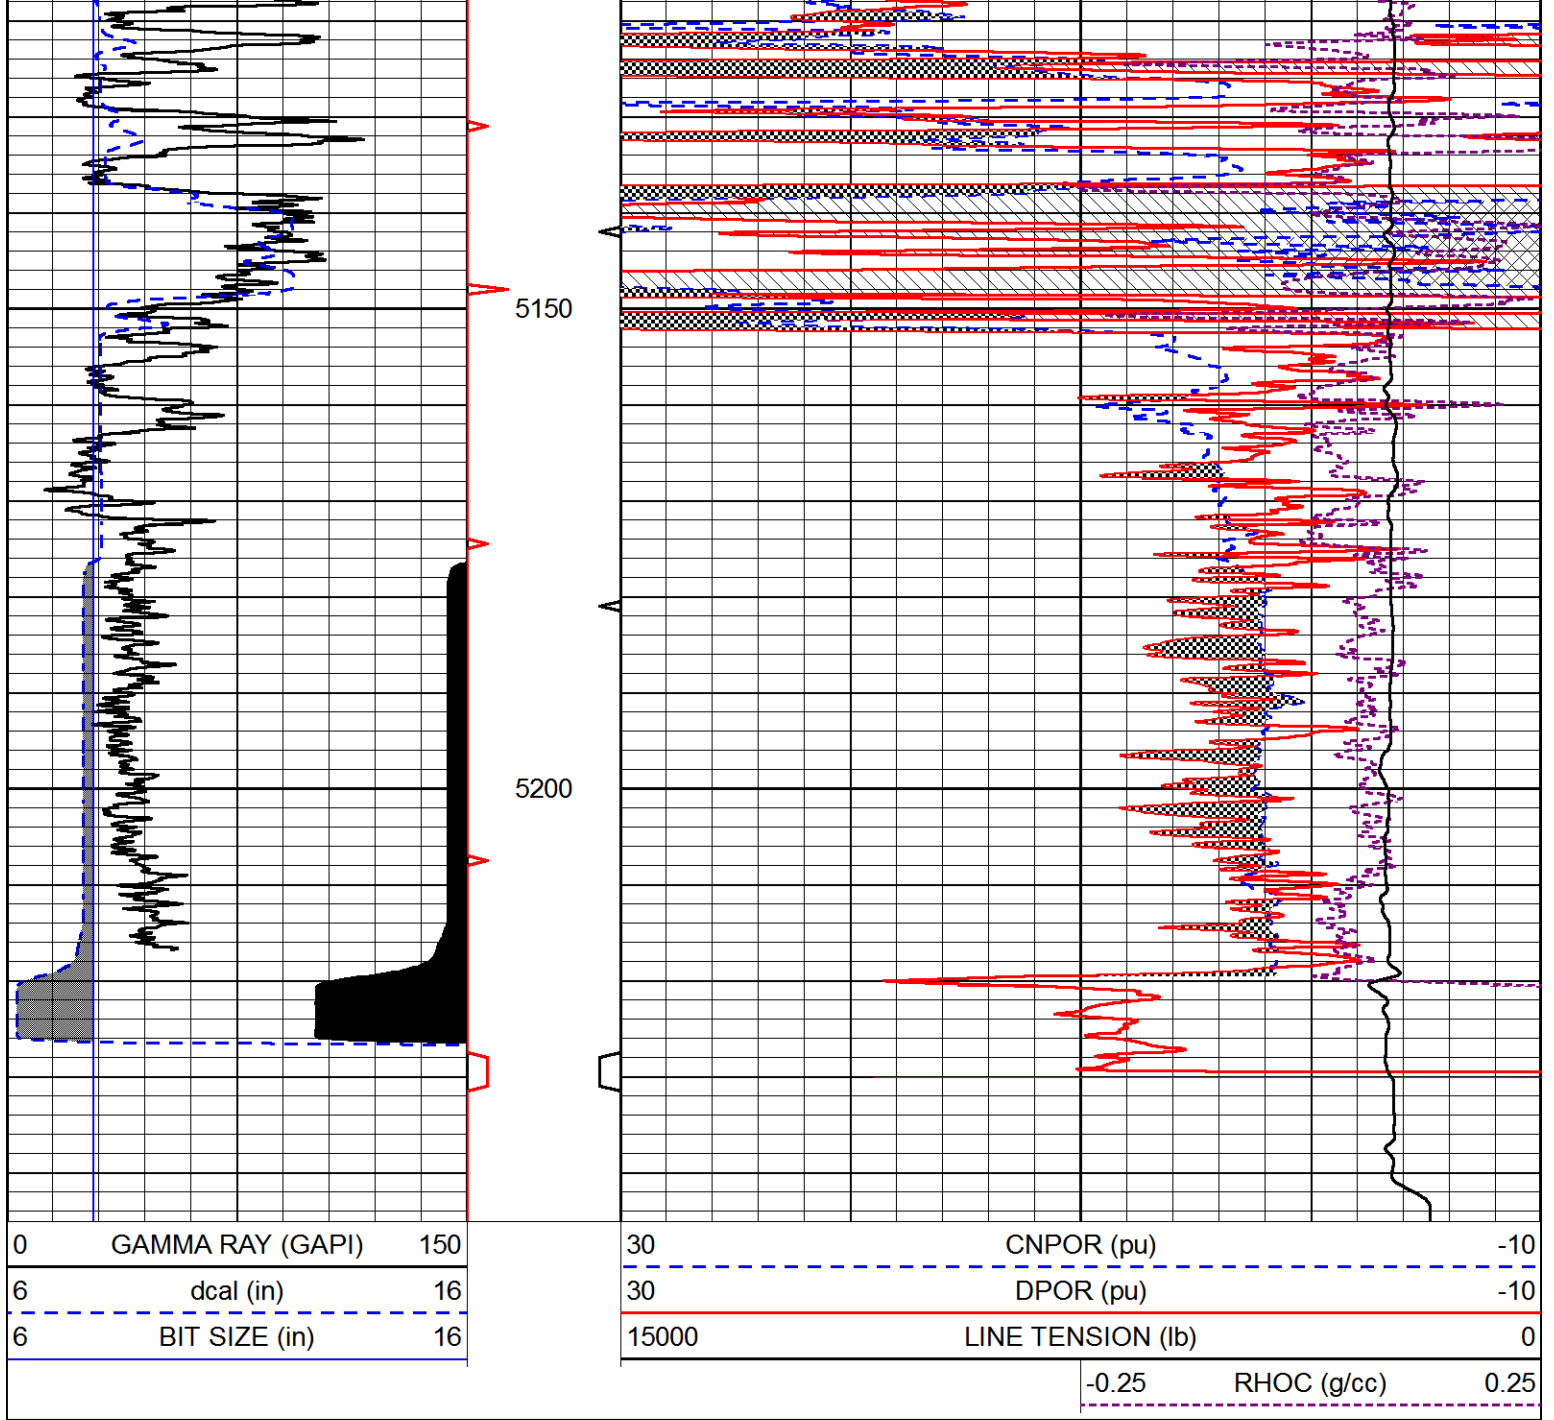 5150
5200
0 GAMMA RAY (GAPI) 150
6 dcal (in) 16
6 BIT SIZE (in) 16
30 CNPOR (pu) -10
30 DPOR (pu) -10
15000 LINE TENSION (lb) 0
-0.25 RHOC (g/cc) 0.25